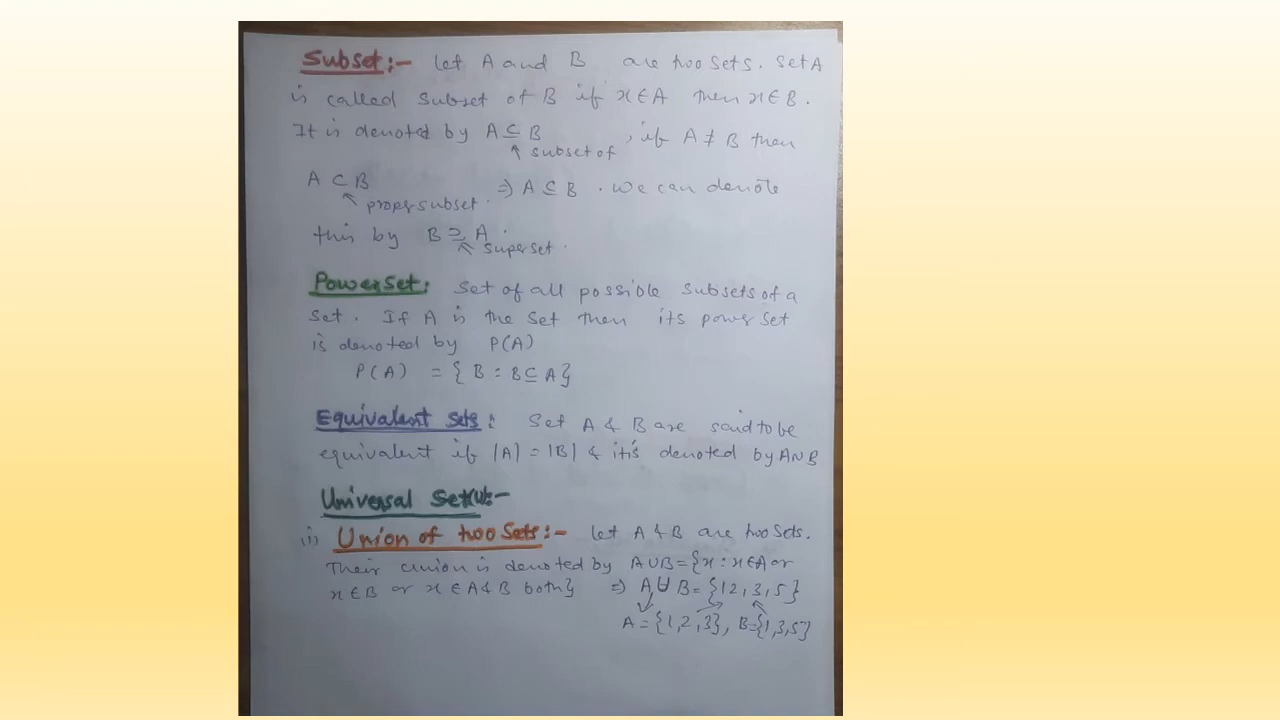 Subset:- Let A and B are two sets. Set A
is called subset of B if x ∈ A then x ∈ B.
It is denoted by A ⊆ B , if A ≠ B then
↖ subset of
A ⊂ B ⇒ A ⊆ B . We can denote
↖ proper subset.
this by B ⊇ A .
↖ superset .
Power Set: Set of all possible subsets of a
set. If A is the set then its power set
is denoted by P(A)
P(A) = { B : B ⊆ A }
Equivalent Sets: Set A & B are said to be
equivalent if |A| = |B| & it's denoted by A ~ B
Universal Set(U):-
(i) Union of two Sets:- Let A & B are two sets.
Their union is denoted by A ∪ B = {x : x ∈ A or
x ∈ B or x ∈ A & B both} ⇒ A ∪ B = {1 2, 3, 5}
A = {1, 2, 3}, B = {1, 3, 5}